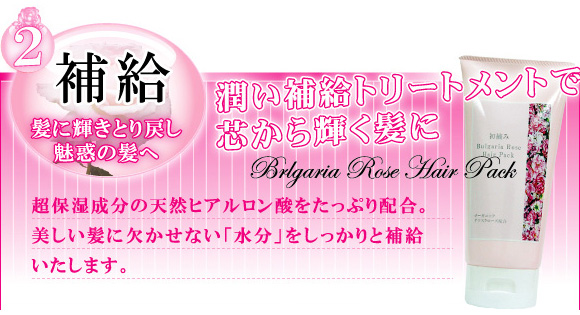 2
補給
髪に輝きとり戻し
魅惑の髪へ
潤い補給トリートメントで
芯から輝く髪に
Brlgaria Rose Hair Pack
超保湿成分の天然ヒアルロン酸をたっぷり配合。
美しい髪に欠かせない「水分」をしっかりと補給
いたします。
初摘み
Bulgaria Rose
Hair Pack